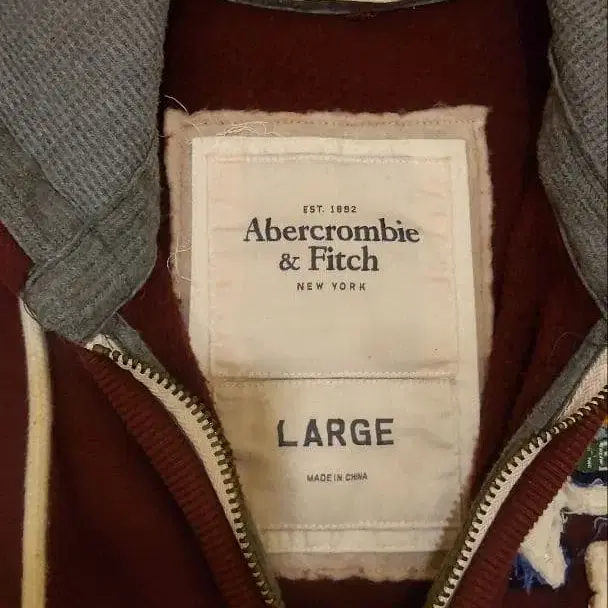 EST. 1892
Abercrombie
& Fitch
NEW YORK
LARGE
MADE IN CHINA